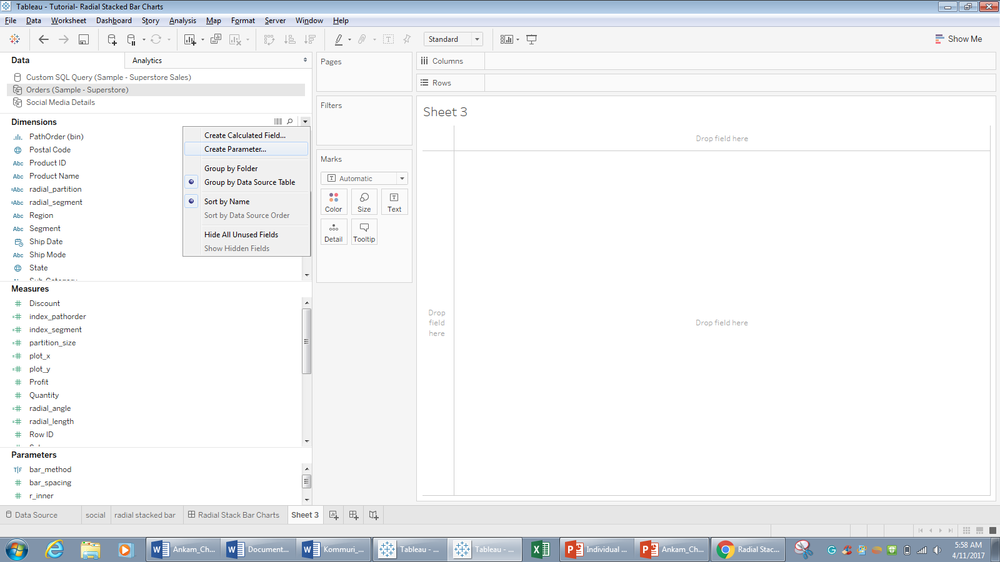 Tableau - Tutorial- Radial Stacked Bar Charts
File Data Worksheet Dashboard Story Analysis Map Format Server Window Help
Standard
Show Me
Data
Analytics
Custom SQL Query (Sample - Superstore Sales)
Orders (Sample - Superstore)
Social Media Details
Dimensions
PathOrder (bin)
Postal Code
Abc Product ID
Abc Product Name
=Abc radial_partition
=Abc radial_segment
Abc Region
Abc Segment
Ship Date
Abc Ship Mode
State
Create Calculated Field...
Create Parameter...
Group by Folder
Group by Data Source Table
Sort by Name
Sort by Data Source Order
Hide All Unused Fields
Show Hidden Fields
Measures
# Discount
=# index_pathorder
=# index_segment
=# partition_size
=# plot_x
=# plot_y
# Profit
# Quantity
=# radial_angle
=# radial_length
# Row ID
Parameters
T|F bar_method
# bar_spacing
# r_inner
Pages
Filters
Marks
Automatic
Color
Size
Text
Detail
Tooltip
Columns
Rows
Sheet 3
Drop field here
Drop
field
here
Drop field here
Data Source
social
radial stacked bar
Radial Stack Bar Charts
Sheet 3
Ankam_Ch...
Document...
Kommuri_...
Tableau - ...
Tableau - ...
Individual ...
Ankam_Ch...
Radial Stac...
5:58 AM
4/11/2017